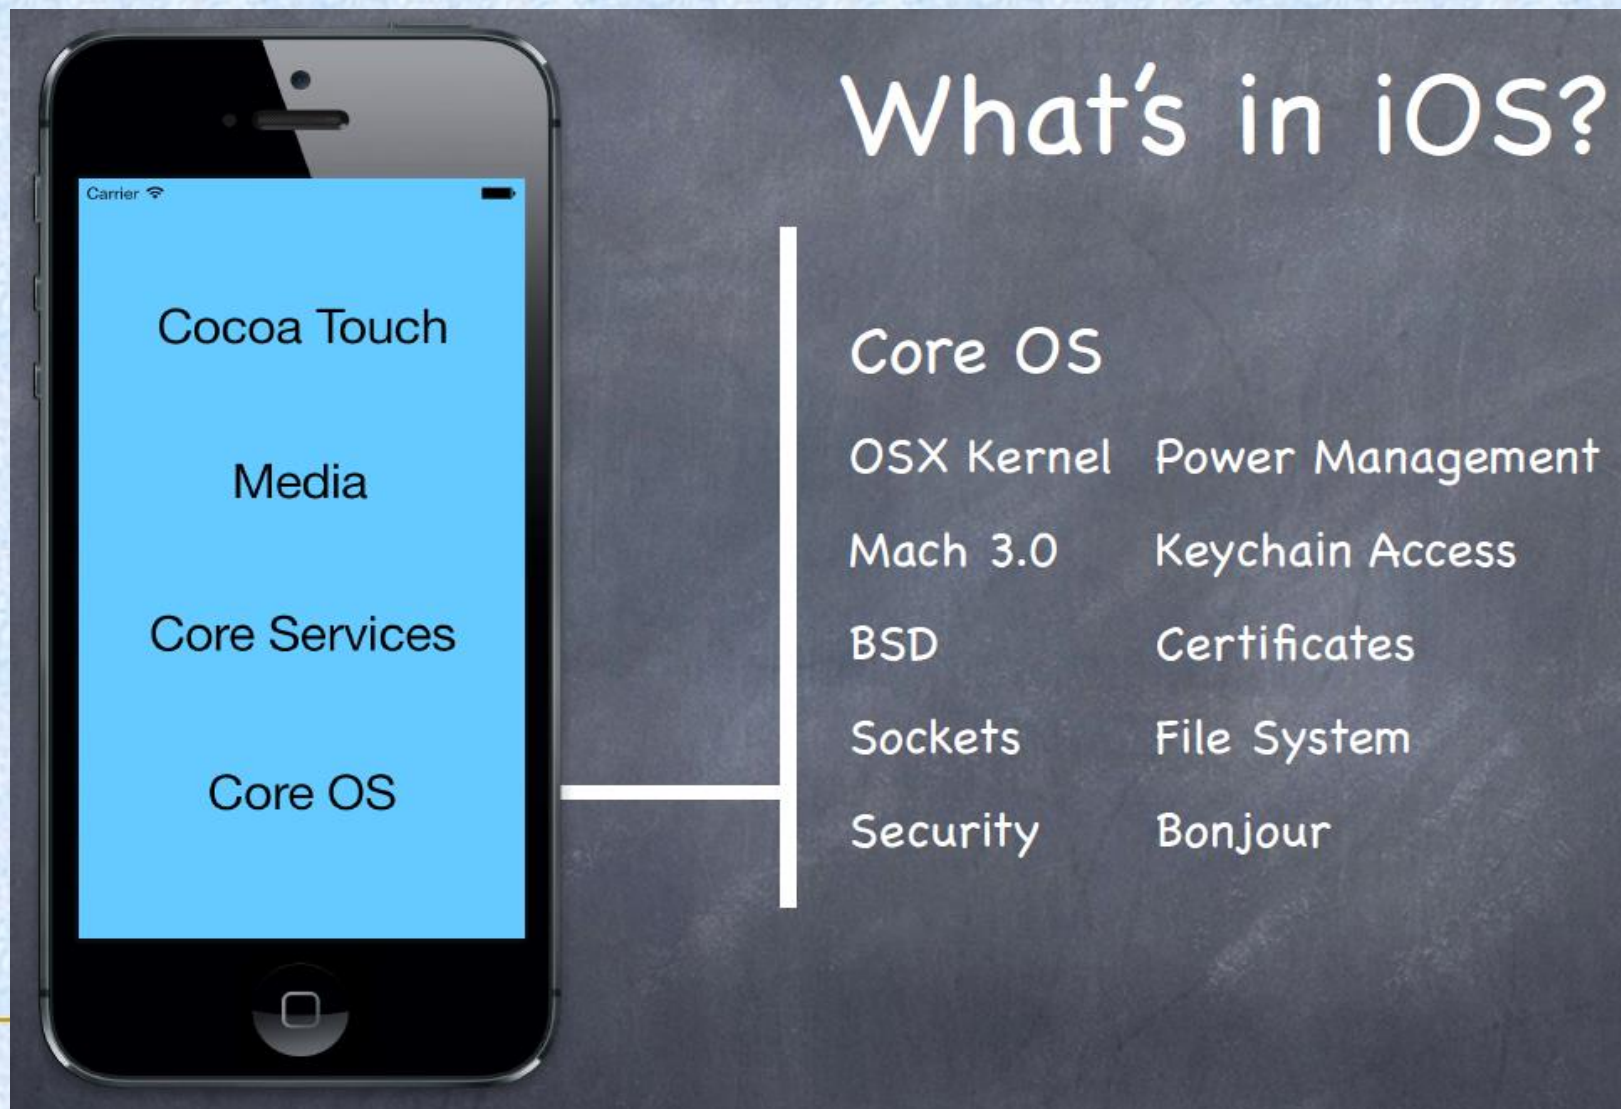 What's in iOS?
Carrier
Cocoa Touch
Media
Core Services
Core OS
Core OS
OSX Kernel Power Management
Mach 3.0 Keychain Access
BSD Certificates
Sockets File System
Security Bonjour